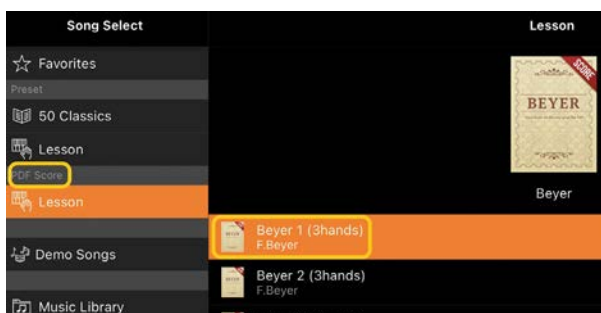 Song Select
Lesson
Favorites
Preset
50 Classics
Lesson
PDF Score
Lesson
Demo Songs
Music Library
SCORE
BEYER
Beyer
Beyer 1 (3hands)
F.Beyer
Beyer 2 (3hands)
F.Beyer